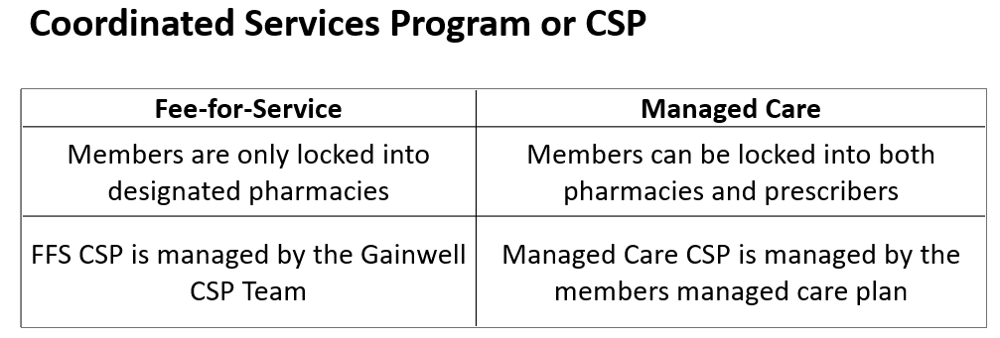 Coordinated Services Program or CSP
Fee-for-Service
Managed Care
Members are only locked into
designated pharmacies
Members can be locked into both
pharmacies and prescribers
FFS CSP is managed by the Gainwell
CSP Team
Managed Care CSP is managed by the
members managed care plan